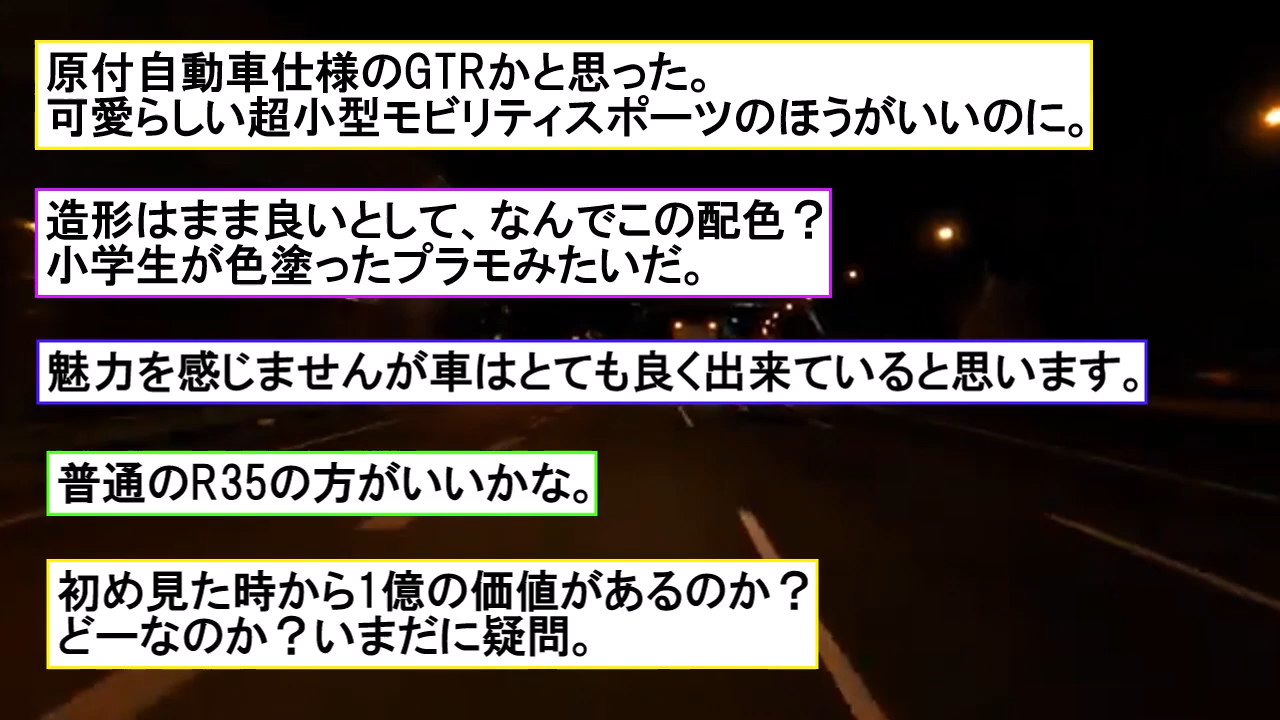 原付自動車仕様のGTRかと思った。
可愛らしい超小型モビリティスポーツのほうがいいのに。
造形はまま良いとして、なんでこの配色？
小学生が色塗ったプラモみたいだ。
魅力を感じませんが車はとても良く出来ていると思います。
普通のR35の方がいいかな。
初め見た時から1億の価値があるのか？
どーなのか？いまだに疑問。